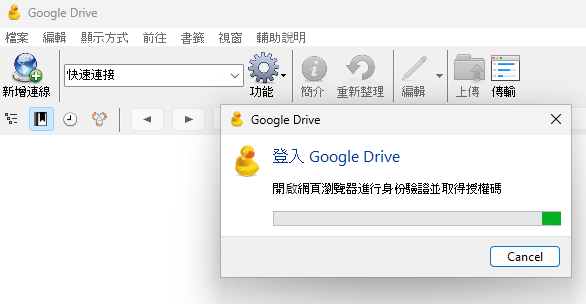 Google Drive
檔案 編輯 顯示方式 前往 書籤 視窗 輔助說明
新增連線 快速連接 功能 簡介 重新整理 編輯 上傳 傳輸
Google Drive
登入 Google Drive
開啟網頁瀏覽器進行身份驗證並取得授權碼
Cancel